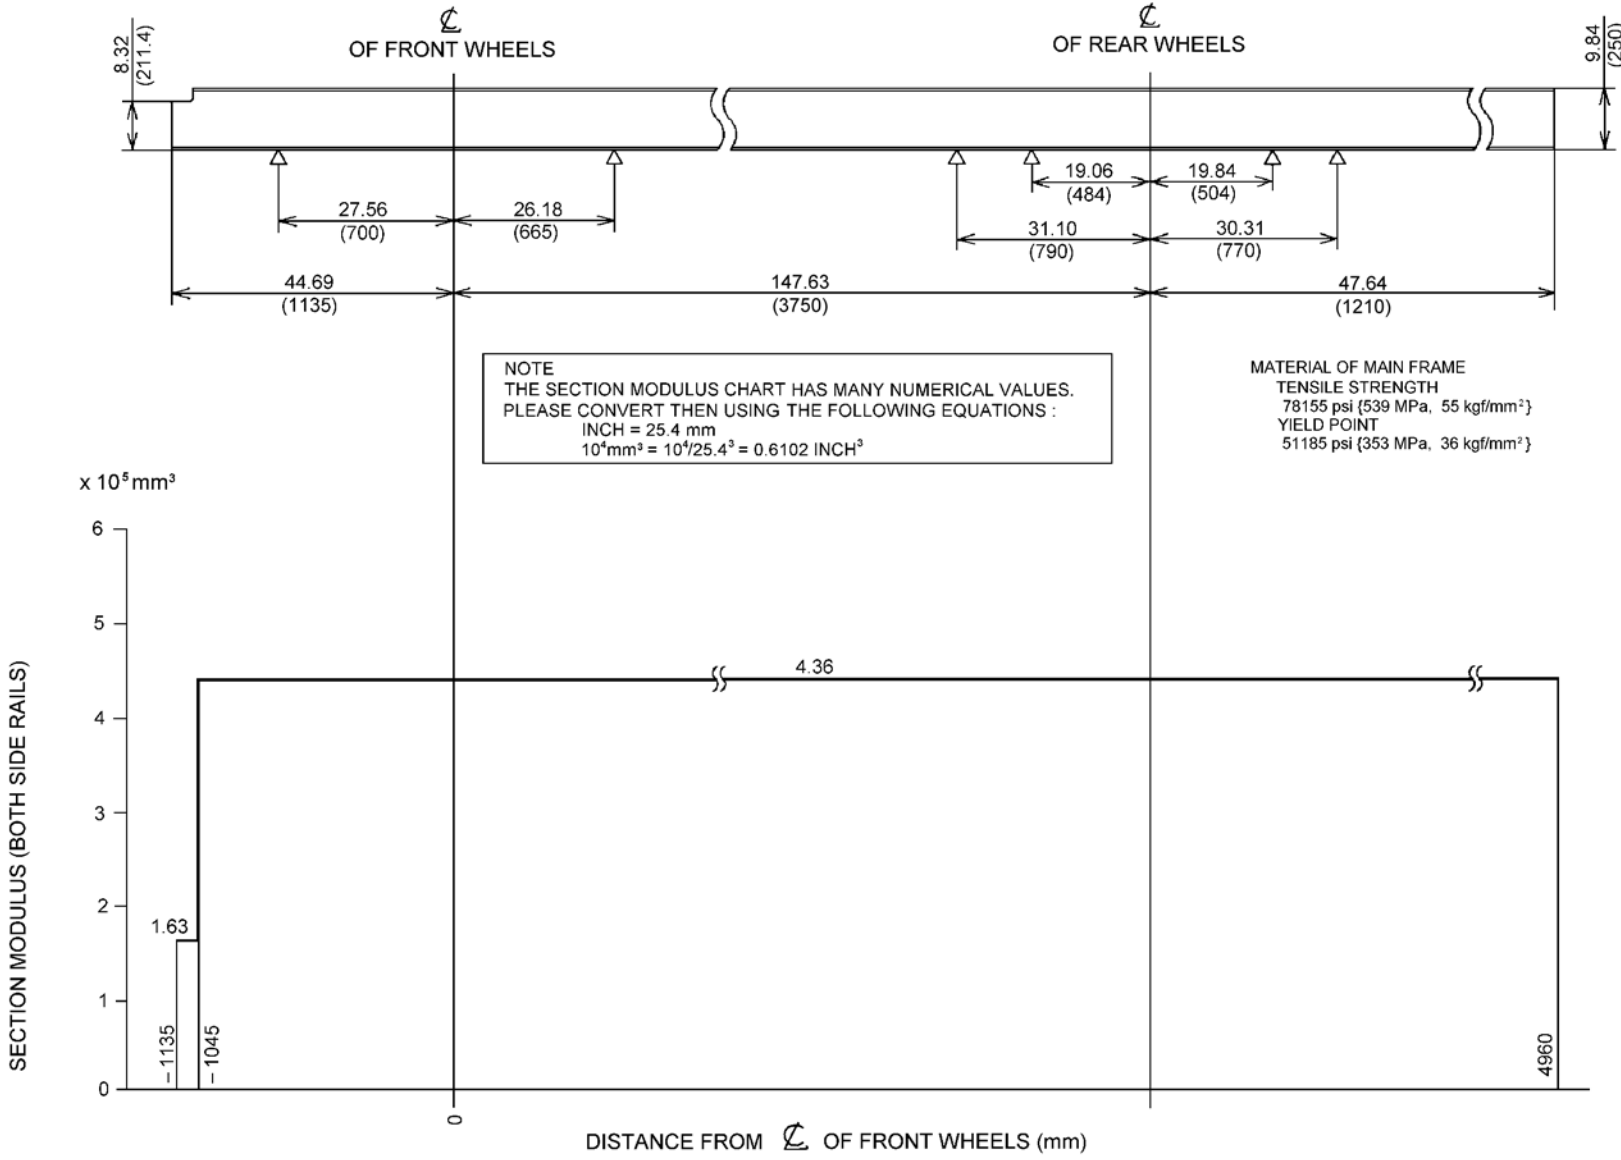 ℄
OF FRONT WHEELS
℄
OF REAR WHEELS
8.32
(211.4)
9.84
(250)
27.56
(700)
26.18
(665)
19.06
(484)
19.84
(504)
31.10
(790)
30.31
(770)
44.69
(1135)
147.63
(3750)
47.64
(1210)
NOTE
THE SECTION MODULUS CHART HAS MANY NUMERICAL VALUES.
PLEASE CONVERT THEN USING THE FOLLOWING EQUATIONS :
INCH = 25.4 mm
10⁴mm³ = 10⁴/25.4³ = 0.6102 INCH³
MATERIAL OF MAIN FRAME
TENSILE STRENGTH
78155 psi {539 MPa, 55 kgf/mm²}
YIELD POINT
51185 psi {353 MPa, 36 kgf/mm²}
x 10⁵mm³
6
5
4
3
2
1
0
SECTION MODULUS (BOTH SIDE RAILS)
4.36
1.63
– 1135
– 1045
4960
0
DISTANCE FROM ℄ OF FRONT WHEELS (mm)